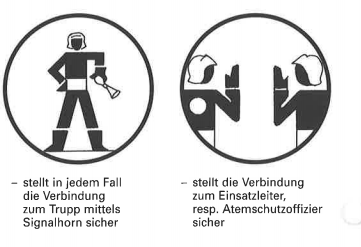 – stellt in jedem Fall
die Verbindung
zum Trupp mittels
Signalhorn sicher
– stellt die Verbindung
zum Einsatzleiter,
resp. Atemschutzoffizier
sicher